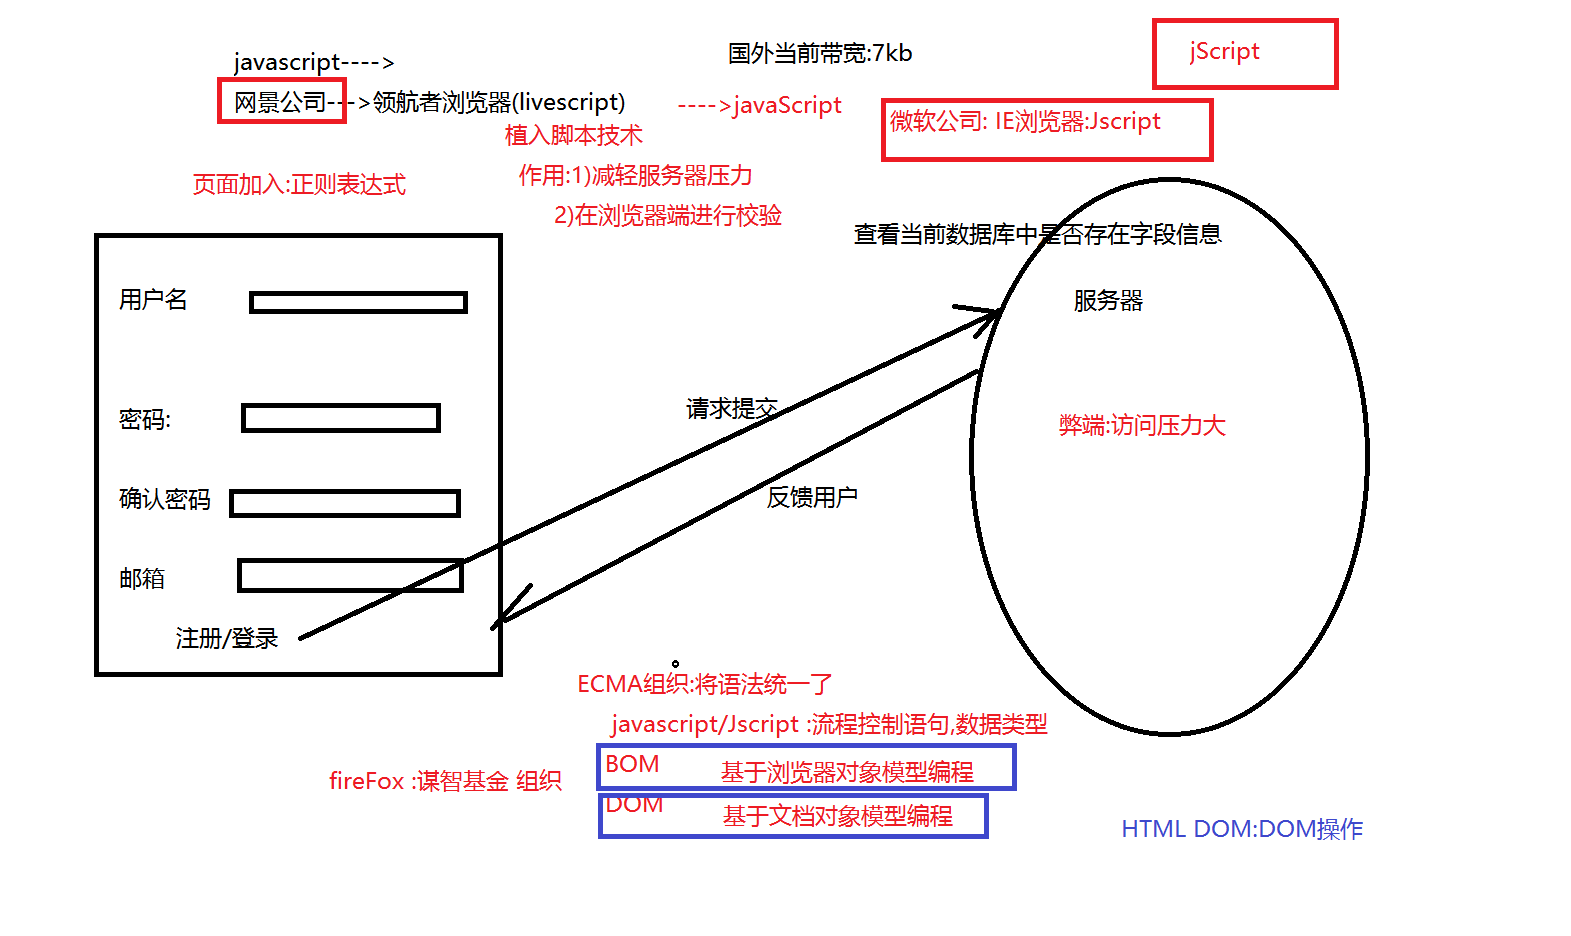 javascript---->
国外当前带宽:7kb
jScript
网景公司--->领航者浏览器(livescript)
---->javaScript
微软公司: IE浏览器:Jscript
植入脚本技术
页面加入:正则表达式
作用:1)减轻服务器压力
2)在浏览器端进行校验
查看当前数据库中是否存在字段信息
用户名
服务器
密码:
请求提交
弊端:访问压力大
确认密码
反馈用户
邮箱
注册/登录
ECMA组织:将语法统一了
javascript/Jscript :流程控制语句,数据类型
BOM 基于浏览器对象模型编程
fireFox :谋智基金 组织
DOM 基于文档对象模型编程
HTML DOM:DOM操作